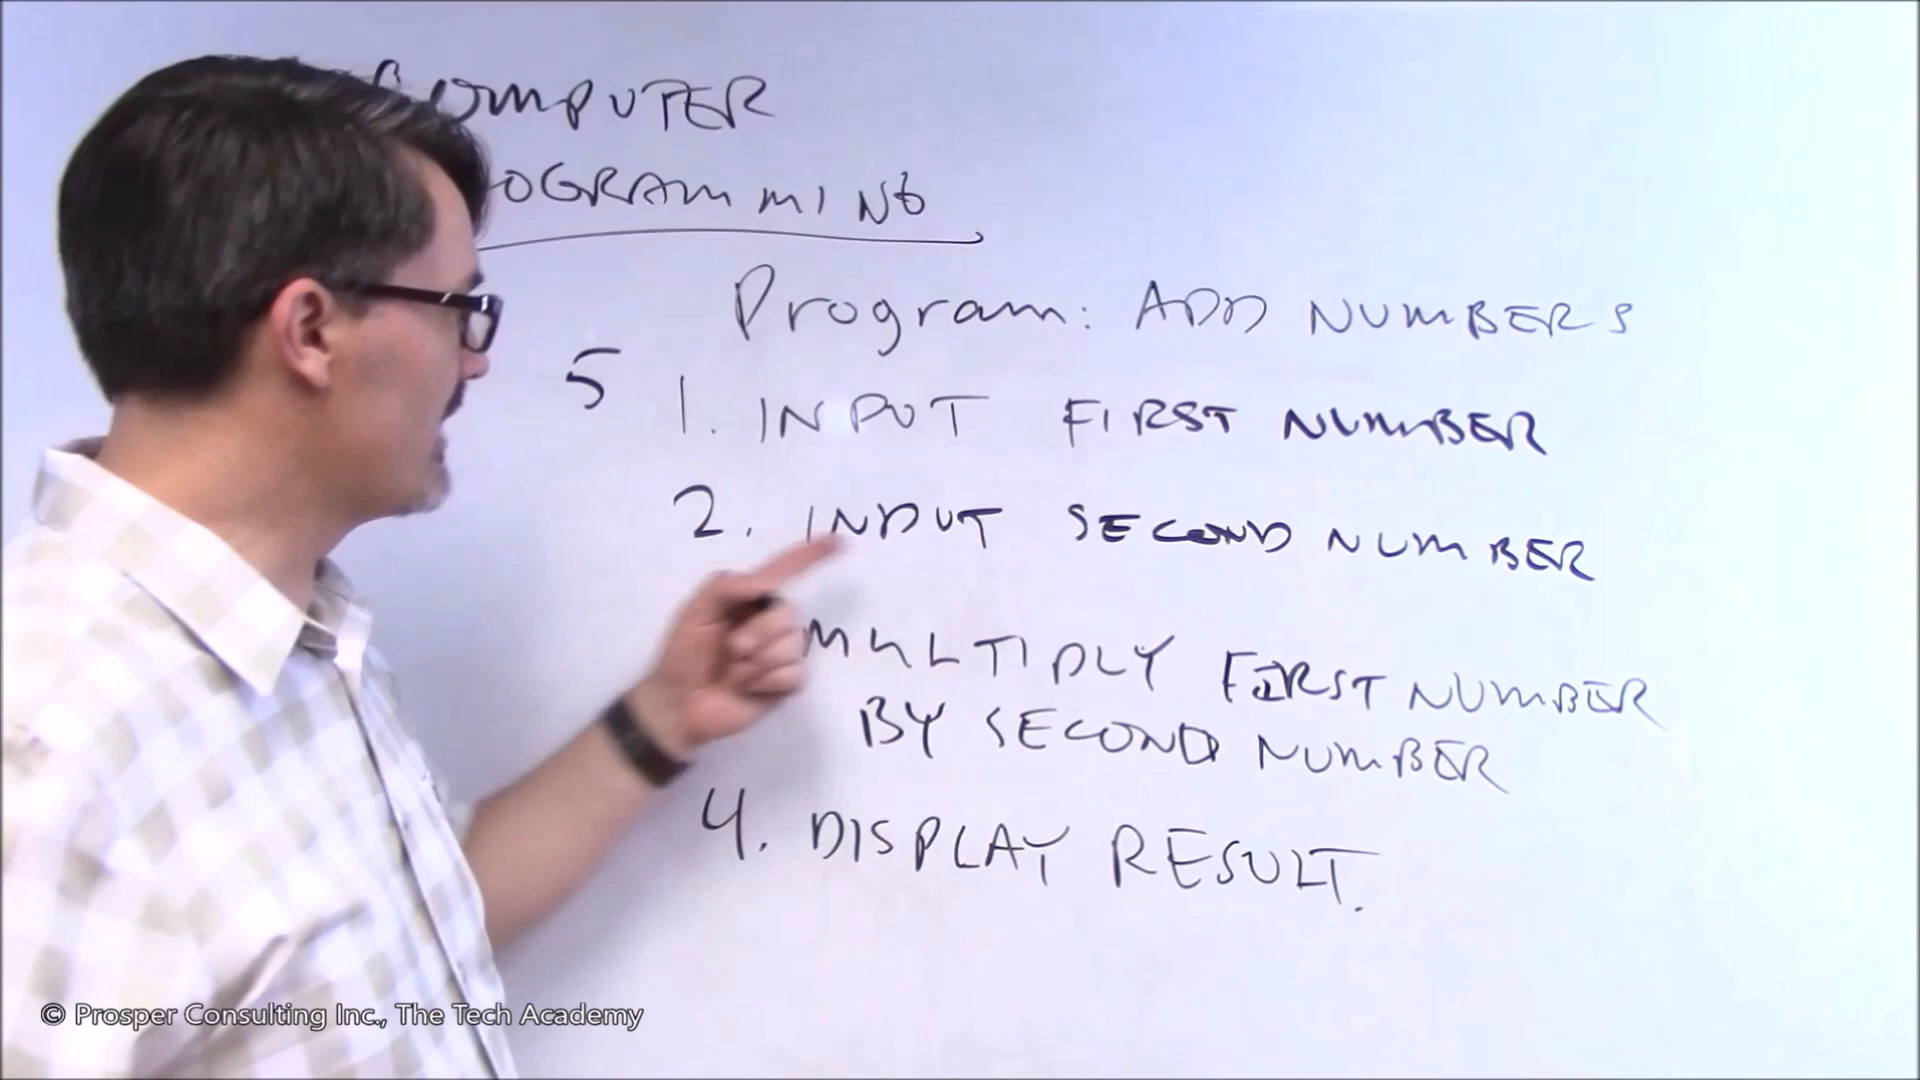 COMPUTER
OGRAMMING
Program: ADD NUMBERS
5 1. INPUT FIRST NUMBER
2. INPUT SECOND NUMBER
MULTIPLY FIRST NUMBER
BY SECOND NUMBER
4. DISPLAY RESULT.
© Prosper Consulting Inc., The Tech Academy